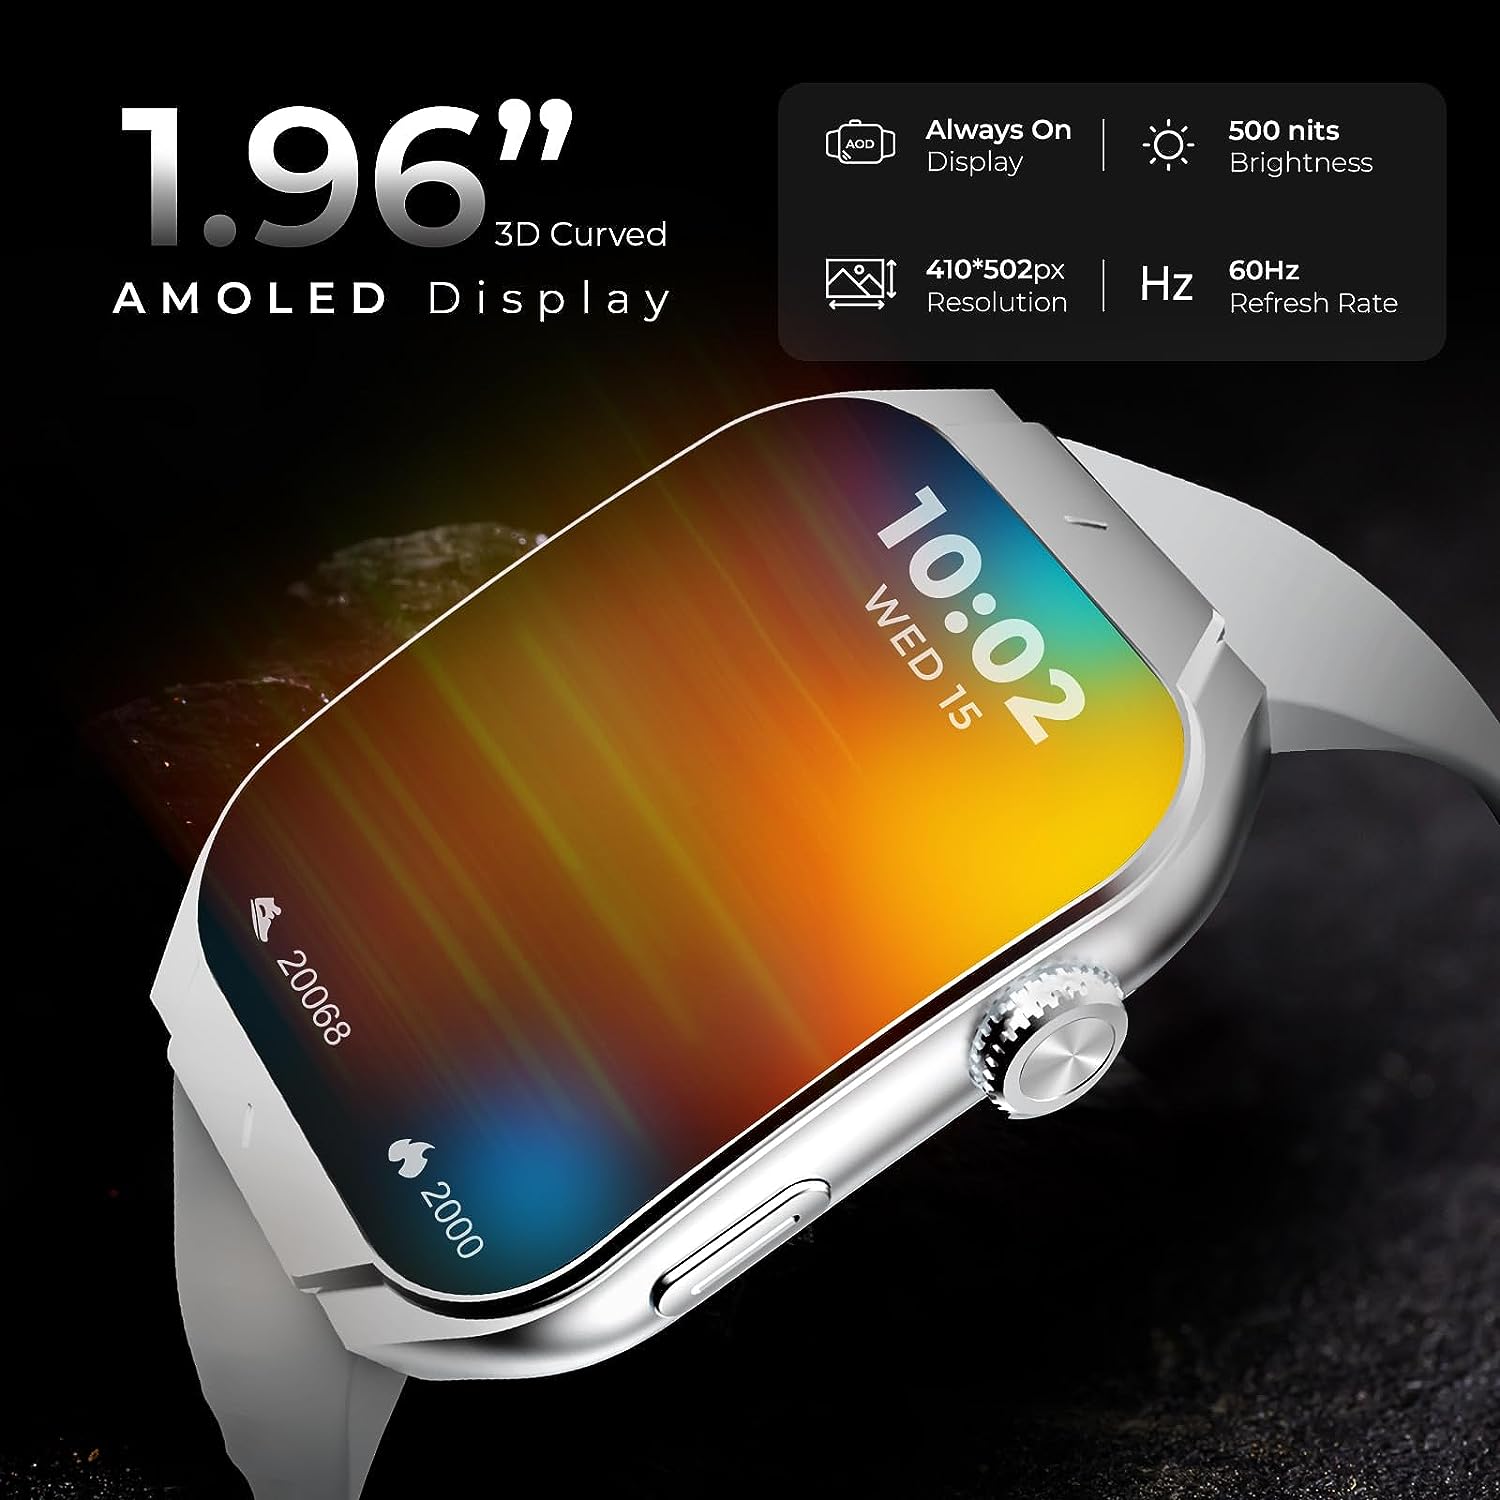 1.96”
3D Curved
AMOLED Display
AOD
Always On
Display
500 nits
Brightness
410*502px
Resolution
Hz
60Hz
Refresh Rate
10:02
WED 15
20068
2000